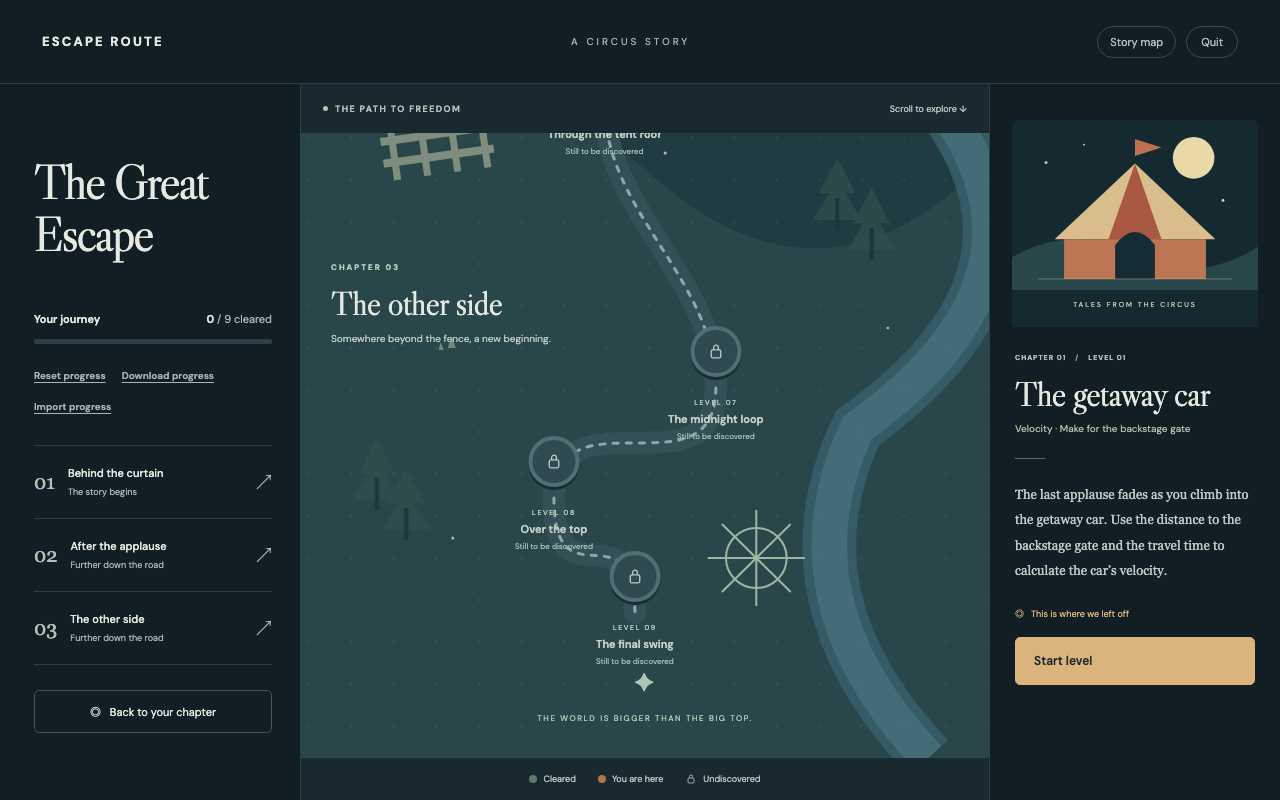 ESCAPE ROUTE
A CIRCUS STORY
Story map
Quit
The Great
Escape
Your journey
0 / 9 cleared
Reset progress
Download progress
Import progress
01
Behind the curtain
The story begins
02
After the applause
Further down the road
03
The other side
Further down the road
Back to your chapter
THE PATH TO FREEDOM
Scroll to explore ↓
Through the tent roof
Still to be discovered
CHAPTER 03
The other side
Somewhere beyond the fence, a new beginning.
LEVEL 07
The midnight loop
Still to be discovered
LEVEL 08
Over the top
Still to be discovered
LEVEL 09
The final swing
Still to be discovered
THE WORLD IS BIGGER THAN THE BIG TOP.
Cleared
You are here
Undiscovered
TALES FROM THE CIRCUS
CHAPTER 01 / LEVEL 01
The getaway car
Velocity · Make for the backstage gate
The last applause fades as you climb into
the getaway car. Use the distance to the
backstage gate and the travel time to
calculate the car's velocity.
This is where we left off
Start level